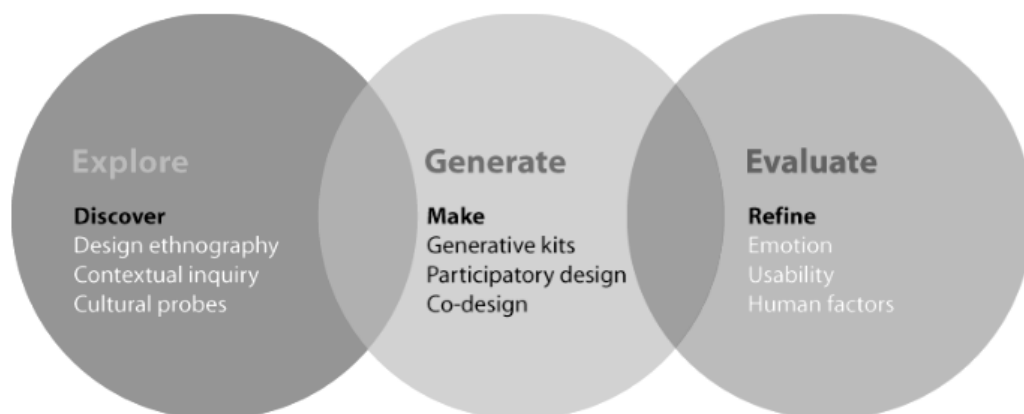 Explore
Discover
Design ethnography
Contextual inquiry
Cultural probes
Generate
Make
Generative kits
Participatory design
Co-design
Evaluate
Refine
Emotion
Usability
Human factors